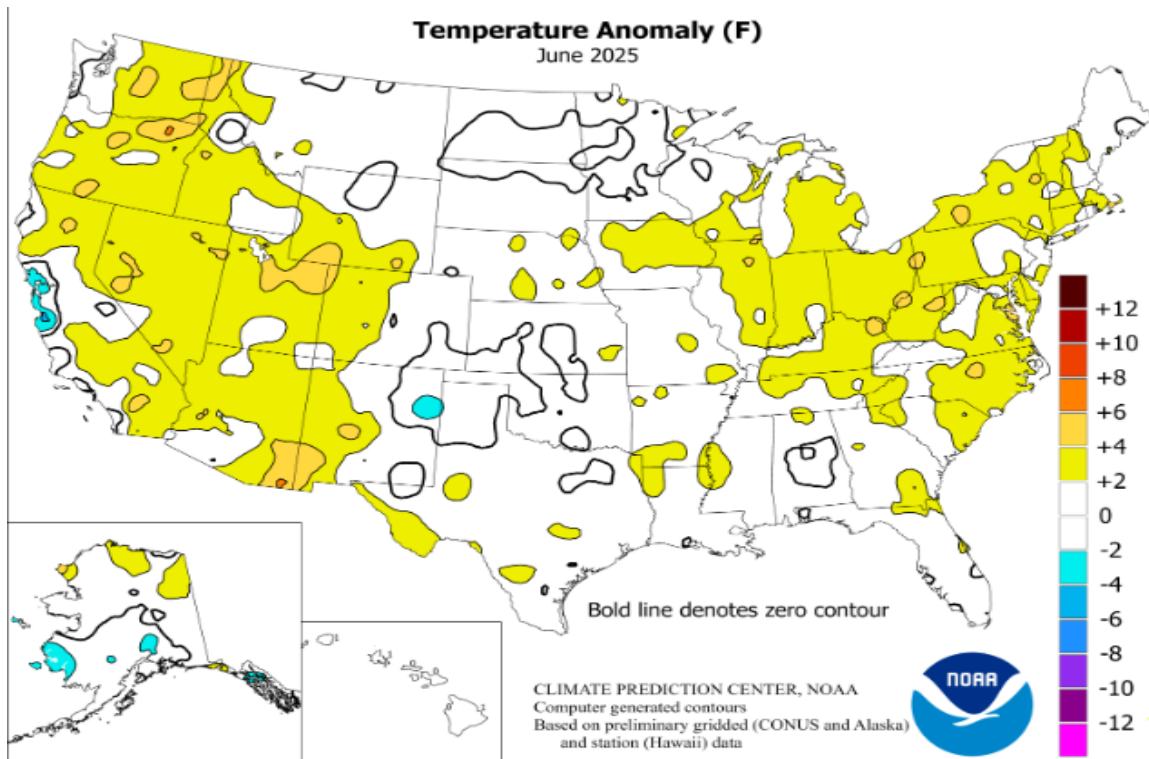 Temperature Anomaly (F)
June 2025
+12
+10
+8
+6
+4
+2
0
-2
-4
-6
-8
-10
-12
Bold line denotes zero contour
CLIMATE PREDICTION CENTER, NOAA
Computer generated contours
Based on preliminary gridded (CONUS and Alaska)
and station (Hawaii) data
NOAA